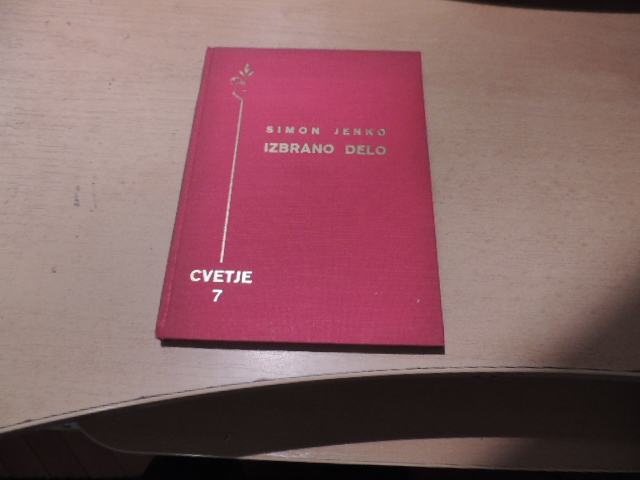 SIMON JENKO
IZBRANO DELO
CVETJE
7